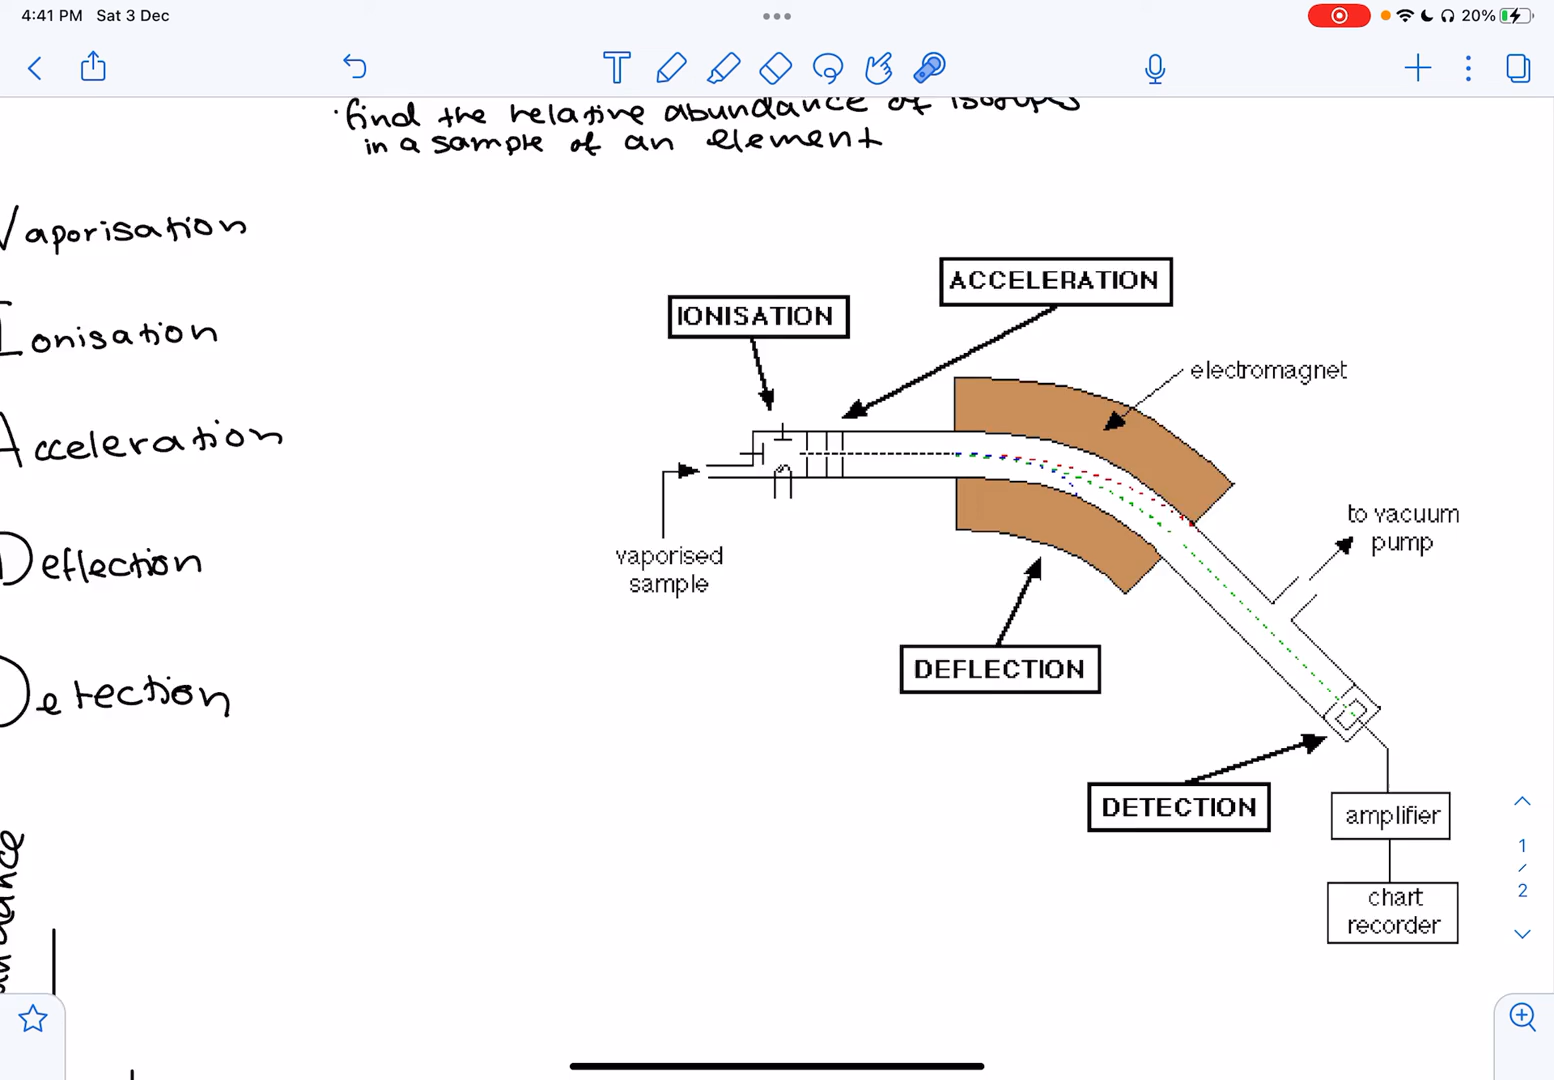 4:41 PM Sat 3 Dec
20%
·find the relative abundance of isotopes
in a sample of an element
Vaporisation
Ionisation
Acceleration
Deflection
Detection
ACCELERATION
IONISATION
electromagnet
to vacuum
pump
vaporised
sample
DEFLECTION
DETECTION
amplifier
chart
recorder
1
/
2